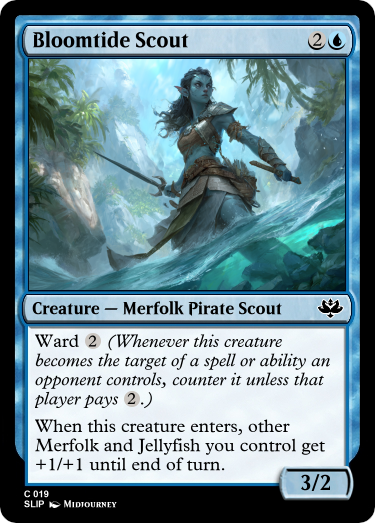 Bloomtide Scout 2
Creature — Merfolk Pirate Scout
Ward 2 (Whenever this creature
becomes the target of a spell or ability an
opponent controls, counter it unless that
player pays 2.)
When this creature enters, other
Merfolk and Jellyfish you control get
+1/+1 until end of turn.
3/2
C 019
SLIP Midjourney